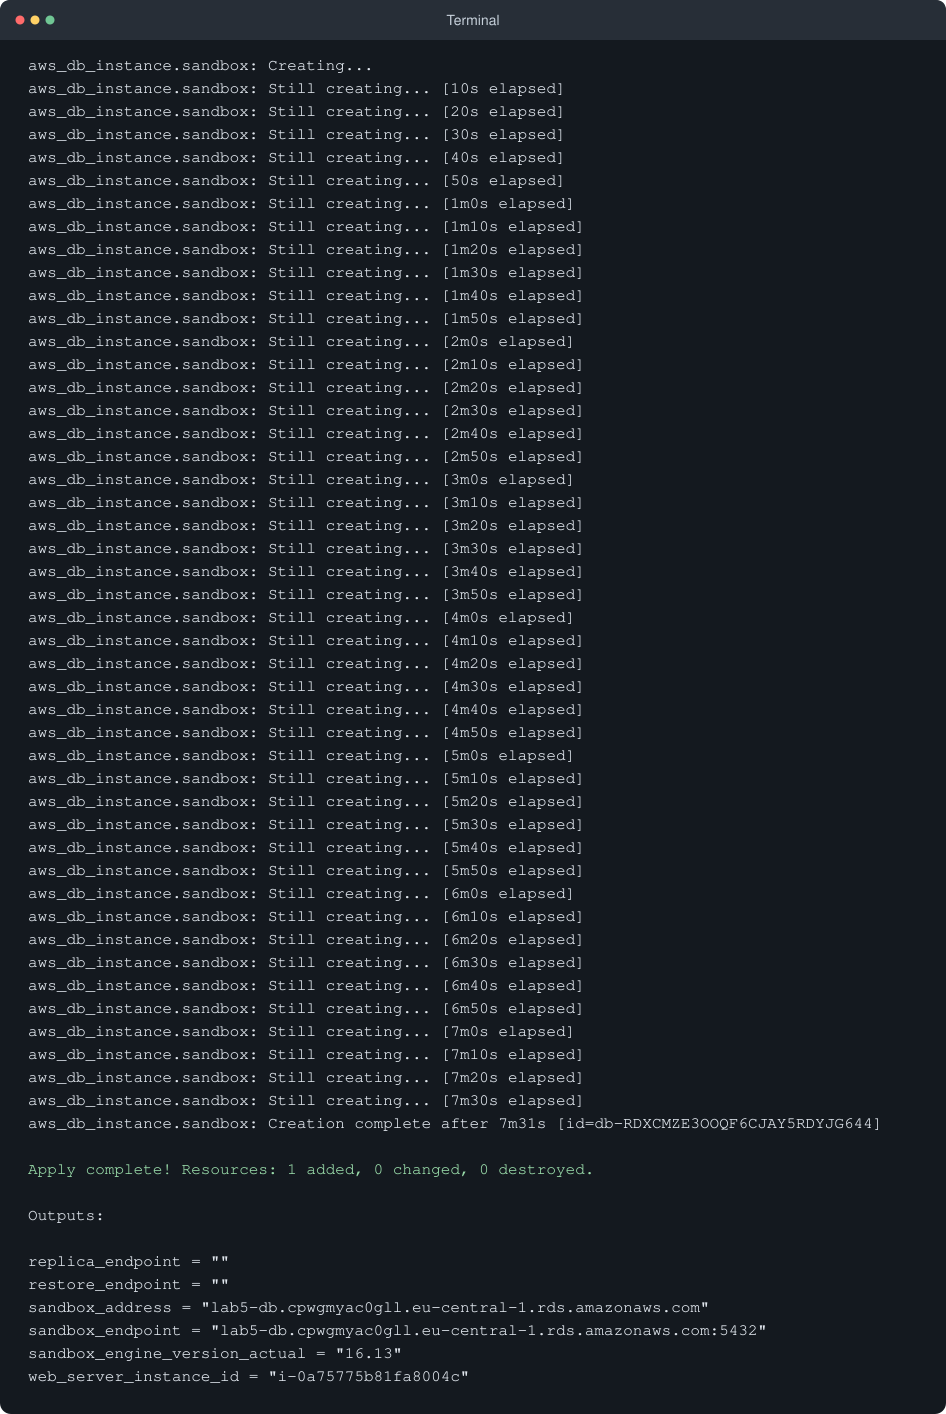 Terminal
aws_db_instance.sandbox: Creating...
aws_db_instance.sandbox: Still creating... [10s elapsed]
aws_db_instance.sandbox: Still creating... [20s elapsed]
aws_db_instance.sandbox: Still creating... [30s elapsed]
aws_db_instance.sandbox: Still creating... [40s elapsed]
aws_db_instance.sandbox: Still creating... [50s elapsed]
aws_db_instance.sandbox: Still creating... [1m0s elapsed]
aws_db_instance.sandbox: Still creating... [1m10s elapsed]
aws_db_instance.sandbox: Still creating... [1m20s elapsed]
aws_db_instance.sandbox: Still creating... [1m30s elapsed]
aws_db_instance.sandbox: Still creating... [1m40s elapsed]
aws_db_instance.sandbox: Still creating... [1m50s elapsed]
aws_db_instance.sandbox: Still creating... [2m0s elapsed]
aws_db_instance.sandbox: Still creating... [2m10s elapsed]
aws_db_instance.sandbox: Still creating... [2m20s elapsed]
aws_db_instance.sandbox: Still creating... [2m30s elapsed]
aws_db_instance.sandbox: Still creating... [2m40s elapsed]
aws_db_instance.sandbox: Still creating... [2m50s elapsed]
aws_db_instance.sandbox: Still creating... [3m0s elapsed]
aws_db_instance.sandbox: Still creating... [3m10s elapsed]
aws_db_instance.sandbox: Still creating... [3m20s elapsed]
aws_db_instance.sandbox: Still creating... [3m30s elapsed]
aws_db_instance.sandbox: Still creating... [3m40s elapsed]
aws_db_instance.sandbox: Still creating... [3m50s elapsed]
aws_db_instance.sandbox: Still creating... [4m0s elapsed]
aws_db_instance.sandbox: Still creating... [4m10s elapsed]
aws_db_instance.sandbox: Still creating... [4m20s elapsed]
aws_db_instance.sandbox: Still creating... [4m30s elapsed]
aws_db_instance.sandbox: Still creating... [4m40s elapsed]
aws_db_instance.sandbox: Still creating... [4m50s elapsed]
aws_db_instance.sandbox: Still creating... [5m0s elapsed]
aws_db_instance.sandbox: Still creating... [5m10s elapsed]
aws_db_instance.sandbox: Still creating... [5m20s elapsed]
aws_db_instance.sandbox: Still creating... [5m30s elapsed]
aws_db_instance.sandbox: Still creating... [5m40s elapsed]
aws_db_instance.sandbox: Still creating... [5m50s elapsed]
aws_db_instance.sandbox: Still creating... [6m0s elapsed]
aws_db_instance.sandbox: Still creating... [6m10s elapsed]
aws_db_instance.sandbox: Still creating... [6m20s elapsed]
aws_db_instance.sandbox: Still creating... [6m30s elapsed]
aws_db_instance.sandbox: Still creating... [6m40s elapsed]
aws_db_instance.sandbox: Still creating... [6m50s elapsed]
aws_db_instance.sandbox: Still creating... [7m0s elapsed]
aws_db_instance.sandbox: Still creating... [7m10s elapsed]
aws_db_instance.sandbox: Still creating... [7m20s elapsed]
aws_db_instance.sandbox: Still creating... [7m30s elapsed]
aws_db_instance.sandbox: Creation complete after 7m31s [id=db-RDXCMZE3OOQF6CJAY5RDYJG644]
Apply complete! Resources: 1 added, 0 changed, 0 destroyed.
Outputs:
replica_endpoint = ""
restore_endpoint = ""
sandbox_address = "lab5-db.cpwgmyac0gll.eu-central-1.rds.amazonaws.com"
sandbox_endpoint = "lab5-db.cpwgmyac0gll.eu-central-1.rds.amazonaws.com:5432"
sandbox_engine_version_actual = "16.13"
web_server_instance_id = "i-0a75775b81fa8004c"